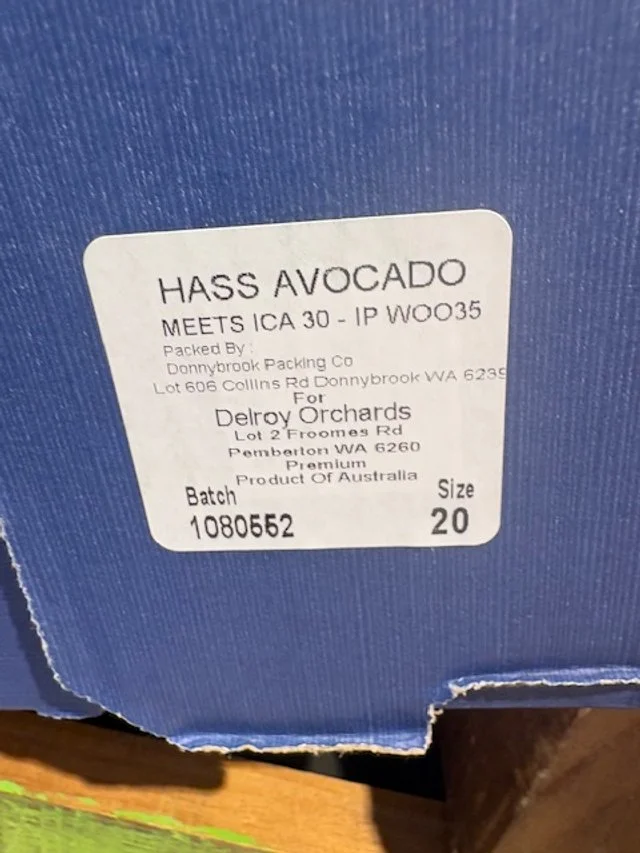 HASS AVOCADO
MEETS ICA 30 - IP WOO35
Packed By :
Donnybrook Packing Co
Lot 606 Collins Rd Donnybrook WA 6239
For
Delroy Orchards
Lot 2 Froomes Rd
Pemberton WA 6260
Premium
Product Of Australia
Batch Size
1080552 20